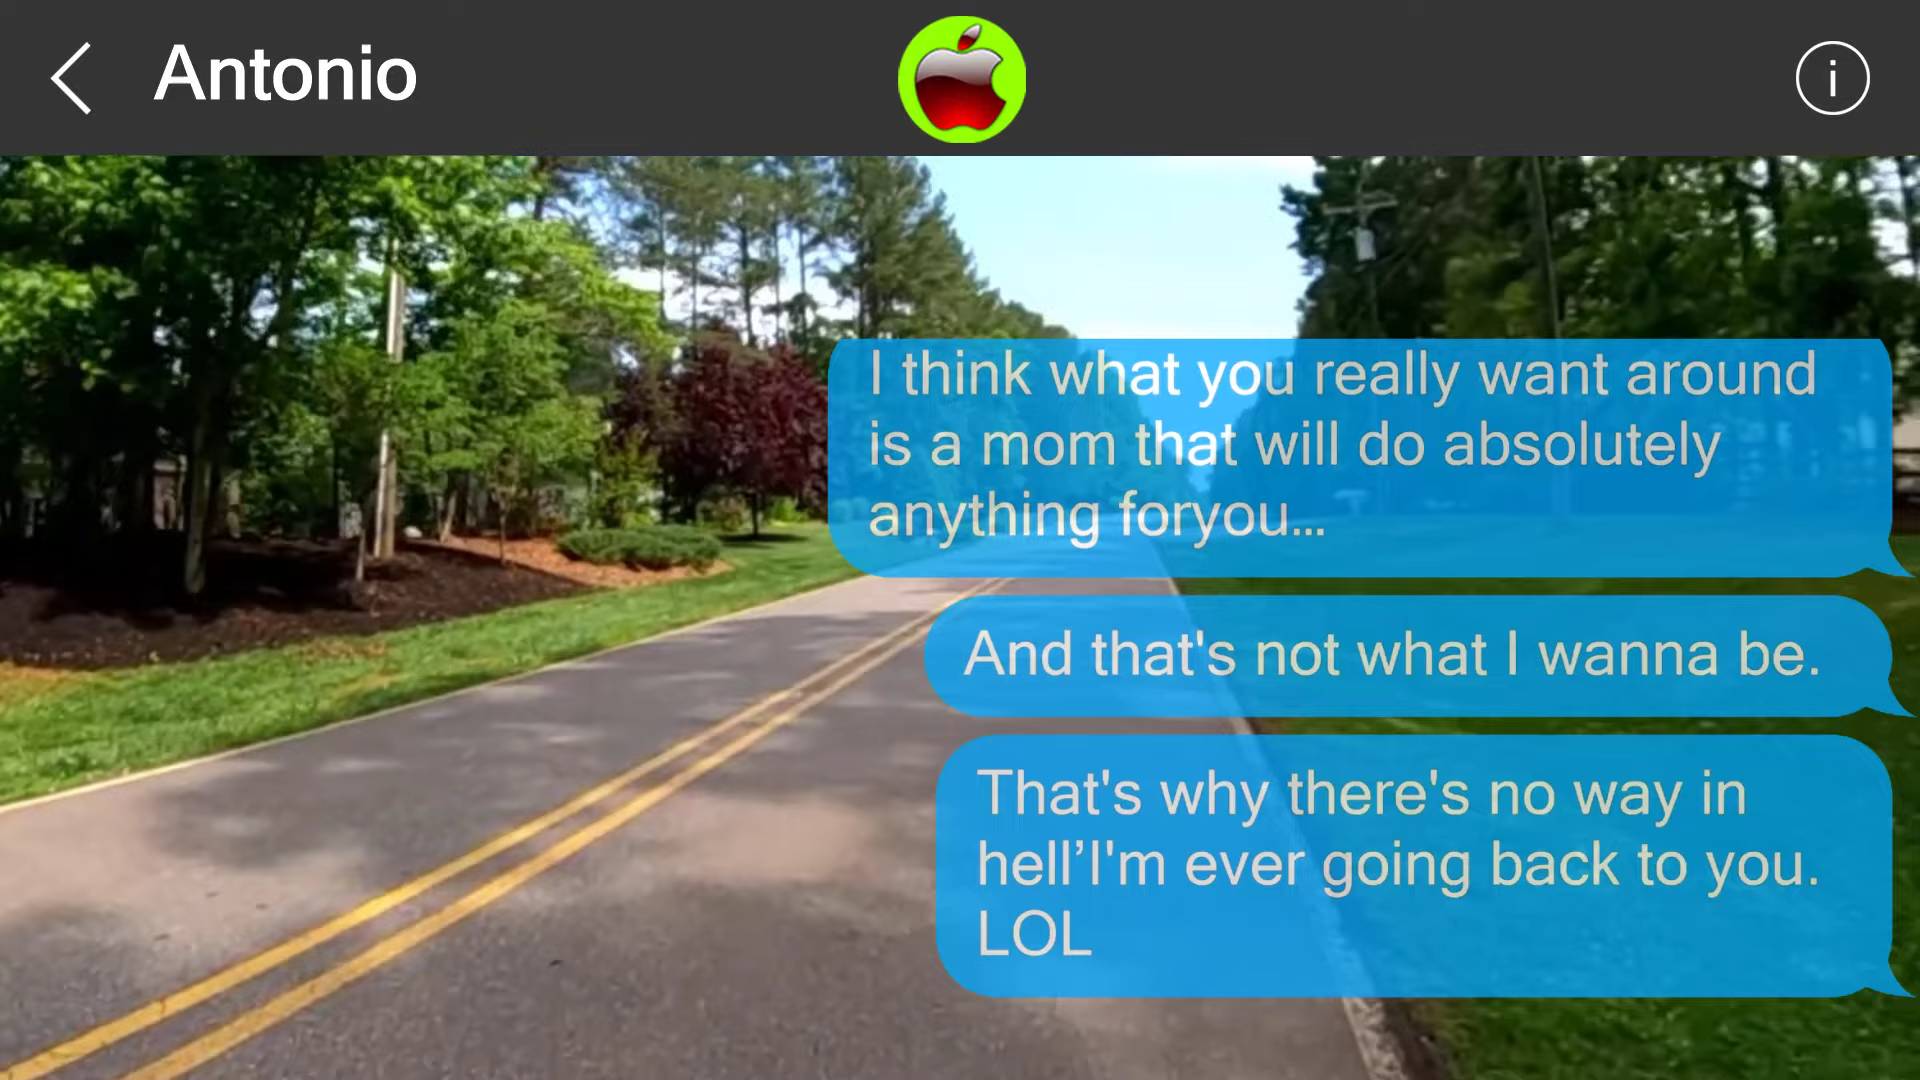 Antonio
I think what you really want around
is a mom that will do absolutely
anything foryou...
And that's not what I wanna be.
That's why there's no way in
hell’I'm ever going back to you.
LOL